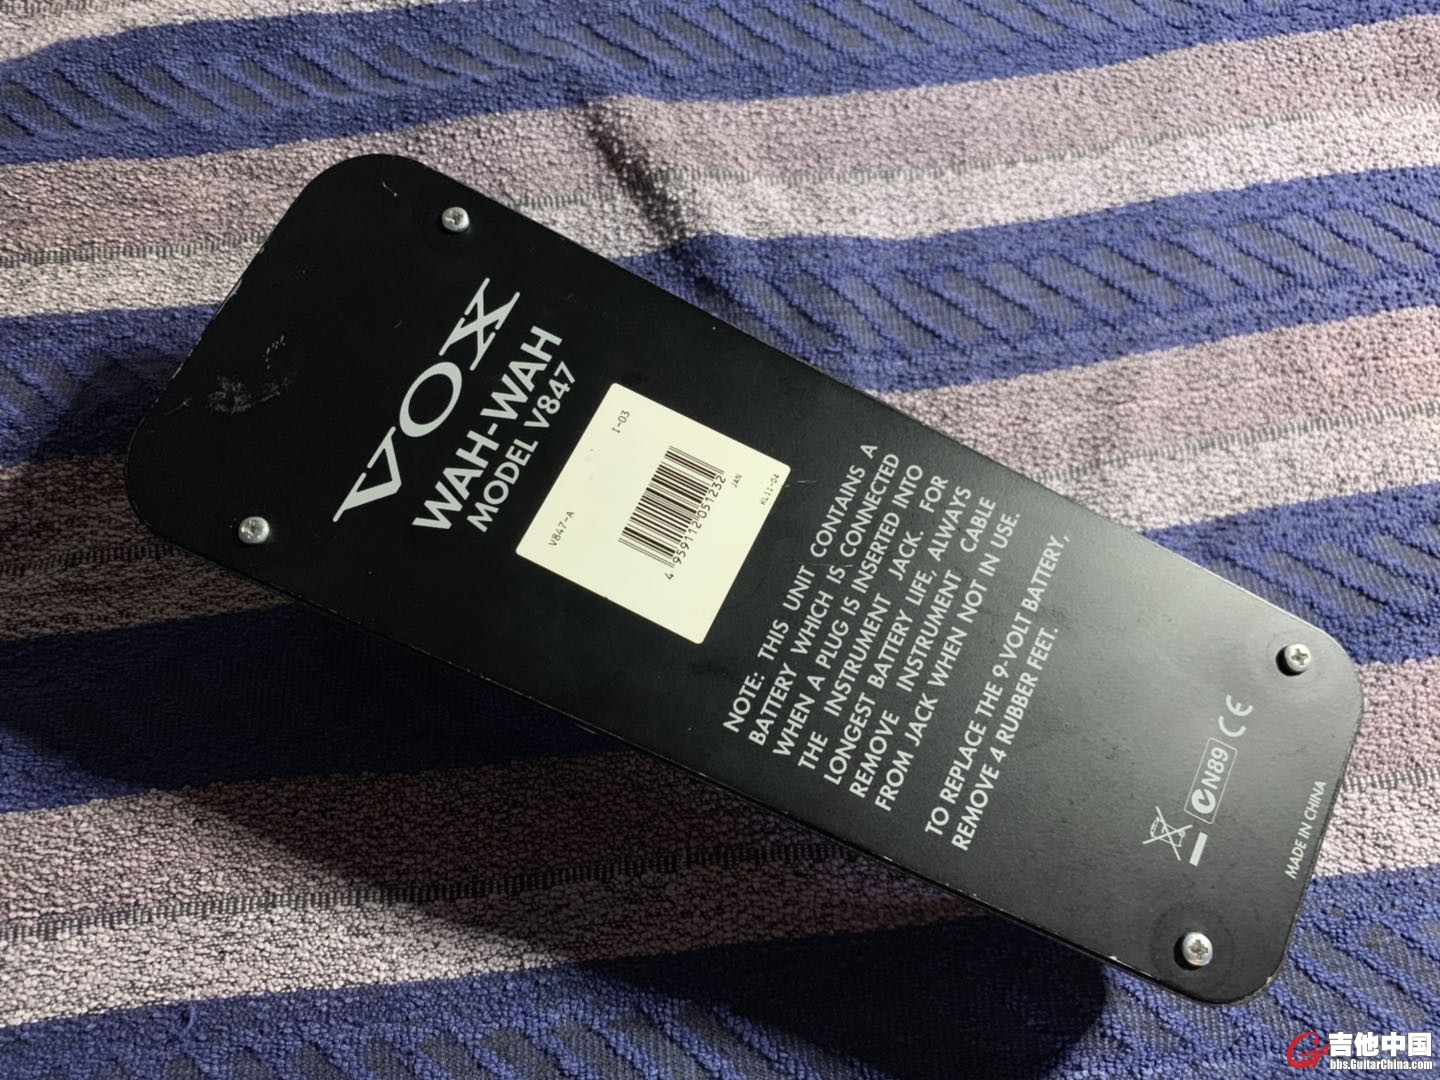 VOX
WAH-WAH
MODEL V847
I-03
V847-A
4 959112 051232
JAN
KL11-04
NOTE: THIS UNIT CONTAINS A
BATTERY WHICH IS CONNECTED
WHEN A PLUG IS INSERTED INTO
THE INSTRUMENT JACK. FOR
LONGEST BATTERY LIFE, ALWAYS
REMOVE INSTRUMENT CABLE
FROM JACK WHEN NOT IN USE.
TO REPLACE THE 9-VOLT BATTERY,
REMOVE 4 RUBBER FEET.
N89 CE
MADE IN CHINA
吉他中国
bbs.GuitarChina.com